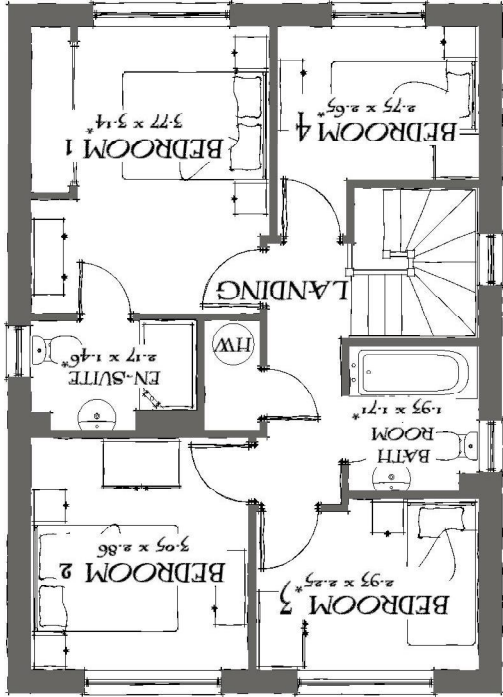 BEDROOM 3
2.93 x 2.25*
BEDROOM 2
3.05 x 2.86
BATH
ROOM
1.93 x 1.71*
EN-SUITE
2.17 x 1.46*
HW
LANDING
BEDROOM 4
2.75 x 2.65*
BEDROOM 1
3.77 x 3.14*